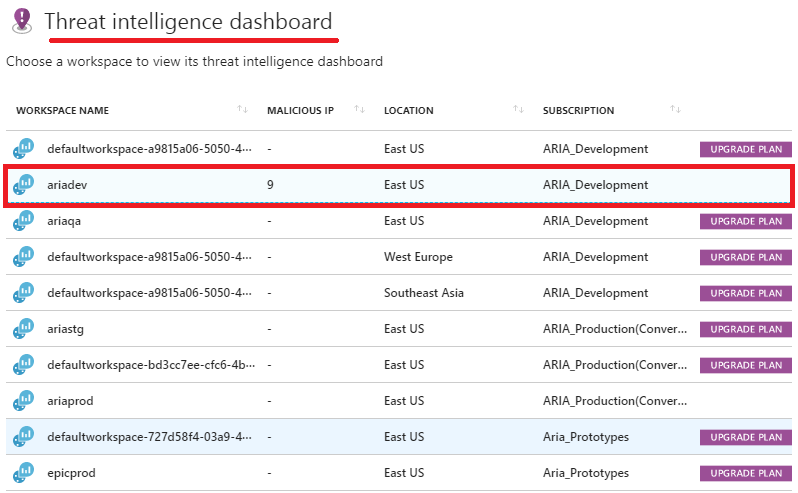 Threat intelligence dashboard
Choose a workspace to view its threat intelligence dashboard
WORKSPACE NAME MALICIOUS IP LOCATION SUBSCRIPTION
defaultworkspace-a9815a06-5050-4··· - East US ARIA_Development UPGRADE PLAN
ariadev 9 East US ARIA_Development
ariaqa - East US ARIA_Development UPGRADE PLAN
defaultworkspace-a9815a06-5050-4··· - West Europe ARIA_Development UPGRADE PLAN
defaultworkspace-a9815a06-5050-4··· - Southeast Asia ARIA_Development UPGRADE PLAN
ariastg - East US ARIA_Production(Conver... UPGRADE PLAN
defaultworkspace-bd3cc7ee-cfc6-4b··· - East US ARIA_Production(Conver... UPGRADE PLAN
ariaprod - East US ARIA_Production(Conver...
defaultworkspace-727d58f4-03a9-4··· - East US Aria_Prototypes UPGRADE PLAN
epicprod - East US Aria_Prototypes UPGRADE PLAN